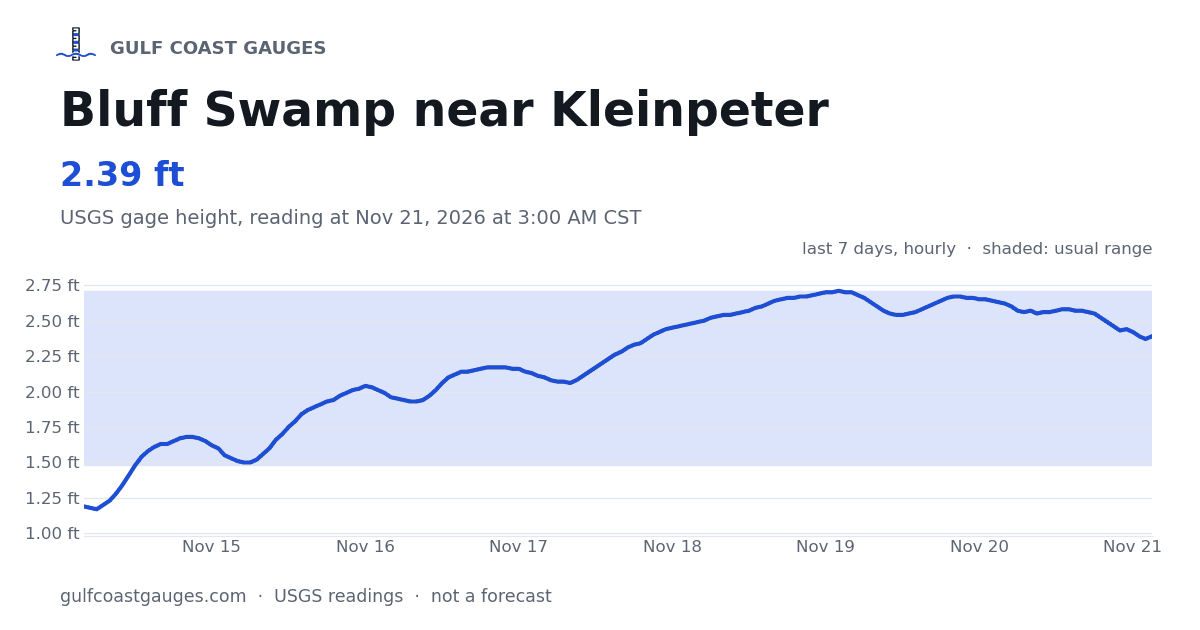 GULF COAST GAUGES
Bluff Swamp near Kleinpeter
2.39 ft
USGS gage height, reading at Nov 21, 2026 at 3:00 AM CST
last 7 days, hourly · shaded: usual range
2.75 ft
2.50 ft
2.25 ft
2.00 ft
1.75 ft
1.50 ft
1.25 ft
1.00 ft
Nov 15 Nov 16 Nov 17 Nov 18 Nov 19 Nov 20 Nov 21
gulfcoastgauges.com · USGS readings · not a forecast